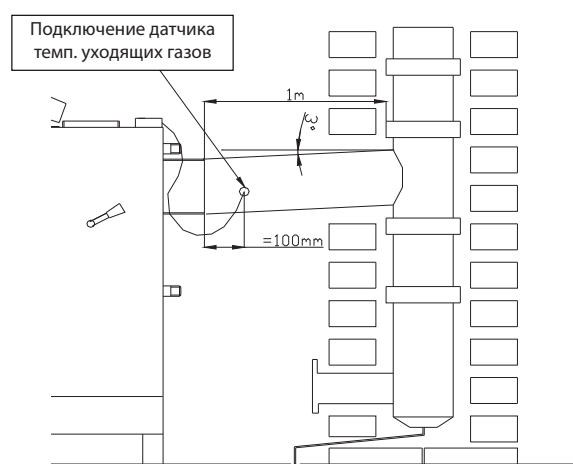 Подключение датчика
темп. уходящих газов
1m
3°
=100mm